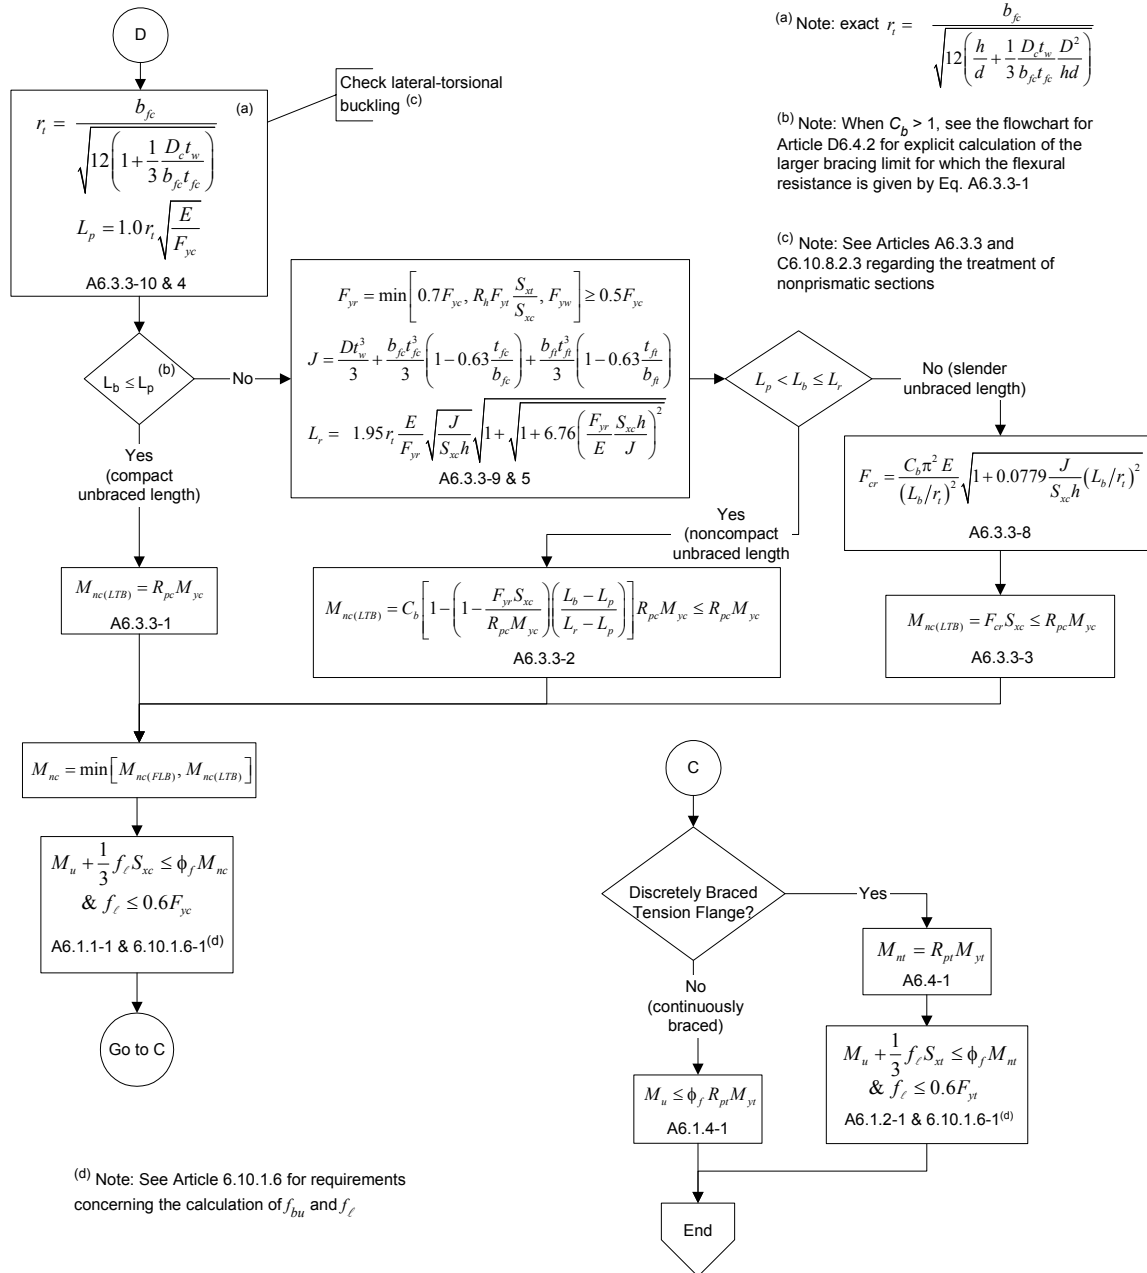 D
Check lateral-torsional
buckling (c)
(a)
r_t = b_fc / √(12(1 + (1/3)(D_c t_w)/(b_fc t_fc)))
L_p = 1.0 r_t √(E/F_yc)
A6.3.3-10 & 4
(a) Note: exact r_t = b_fc / √(12(h/d + (1/3)(D_c t_w)/(b_fc t_fc) D²/(hd)))
(b) Note: When C_b > 1, see the flowchart for
Article D6.4.2 for explicit calculation of the
larger bracing limit for which the flexural
resistance is given by Eq. A6.3.3-1
(c) Note: See Articles A6.3.3 and
C6.10.8.2.3 regarding the treatment of
nonprismatic sections
L_b ≤ L_p (b)
No
F_yr = min[0.7F_yc, R_h F_yt S_xt/S_xc, F_yw] ≥ 0.5F_yc
J = D t_w³/3 + b_fc t_fc³/3 (1 − 0.63 t_fc/b_fc) + b_ft t_ft³/3 (1 − 0.63 t_ft/b_ft)
L_r = 1.95 r_t E/F_yr √(J/(S_xc h)) √(1 + √(1 + 6.76(F_yr/E S_xc h/J)²))
A6.3.3-9 & 5
L_p < L_b ≤ L_r
No (slender
unbraced length)
F_cr = C_b π² E/(L_b/r_t)² √(1 + 0.0779 J/(S_xc h) (L_b/r_t)²)
A6.3.3-8
Yes
(compact
unbraced length)
Yes
(noncompact
unbraced length
M_nc(LTB) = R_pc M_yc
A6.3.3-1
M_nc(LTB) = C_b[1 − (1 − F_yr S_xc/(R_pc M_yc))((L_b − L_p)/(L_r − L_p))] R_pc M_yc ≤ R_pc M_yc
A6.3.3-2
M_nc(LTB) = F_cr S_xc ≤ R_pc M_yc
A6.3.3-3
M_nc = min[M_nc(FLB), M_nc(LTB)]
M_u + (1/3) f_ℓ S_xc ≤ ϕ_f M_nc
& f_ℓ ≤ 0.6F_yc
A6.1.1-1 & 6.10.1.6-1(d)
Go to C
C
Discretely Braced
Tension Flange?
Yes
M_nt = R_pt M_yt
A6.4-1
No
(continuously
braced)
M_u + (1/3) f_ℓ S_xt ≤ ϕ_f M_nt
& f_ℓ ≤ 0.6F_yt
A6.1.2-1 & 6.10.1.6-1(d)
M_u ≤ ϕ_f R_pt M_yt
A6.1.4-1
End
(d) Note: See Article 6.10.1.6 for requirements
concerning the calculation of f_bu and f_ℓ